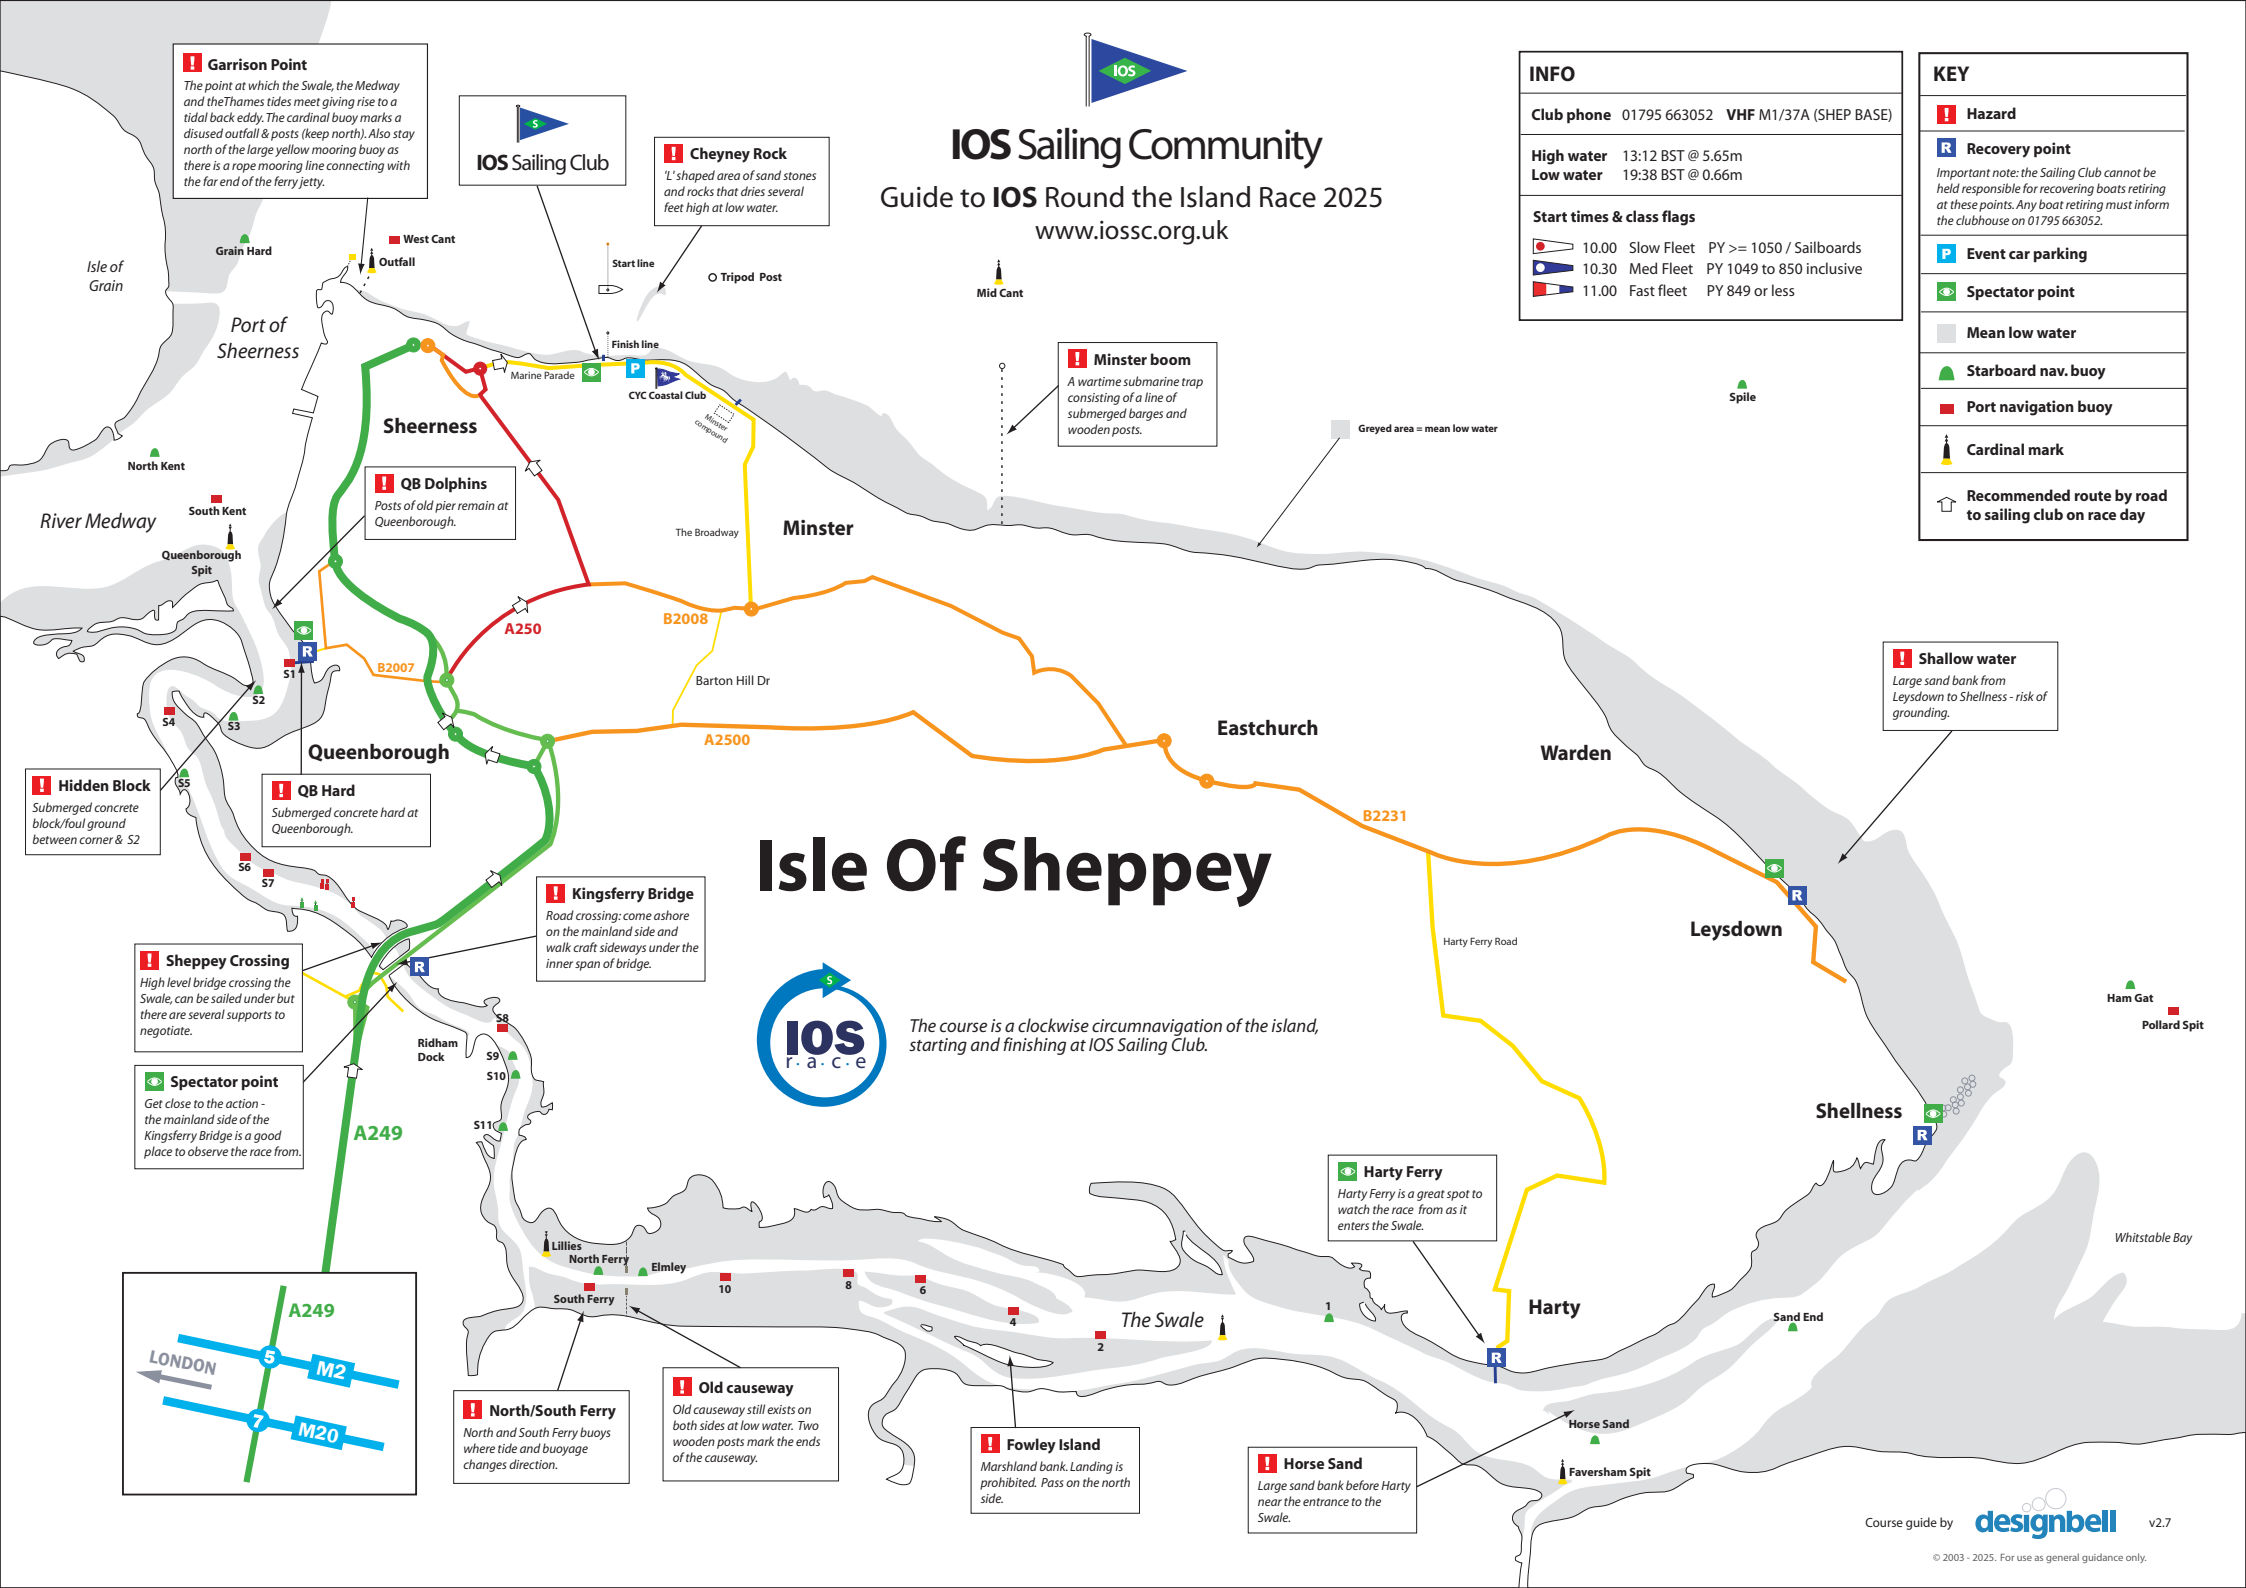 Garrison Point
The point at which the Swale, the Medway
and theThames tides meet giving rise to a
tidal back eddy. The cardinal buoy marks a
disused outfall & posts (keep north). Also stay
north of the large yellow mooring buoy as
there is a rope mooring line connecting with
the far end of the ferry jetty.
S
IOS Sailing Club
Cheyney Rock
'L' shaped area of sand stones
and rocks that dries several
feet high at low water.
IOS
IOS Sailing Community
Guide to IOS Round the Island Race 2025
www.iossc.org.uk
INFO
Club phone 01795 663052 VHF M1/37A (SHEP BASE)
High water 13:12 BST @ 5.65m
Low water 19:38 BST @ 0.66m
Start times & class flags
10.00 Slow Fleet PY >= 1050 / Sailboards
10.30 Med Fleet PY 1049 to 850 inclusive
11.00 Fast fleet PY 849 or less
KEY
Hazard
R Recovery point
Important note: the Sailing Club cannot be
held responsible for recovering boats retiring
at these points. Any boat retiring must inform
the clubhouse on 01795 663052.
P Event car parking
Spectator point
Mean low water
Starboard nav. buoy
Port navigation buoy
Cardinal mark
Recommended route by road
to sailing club on race day
Grain Hard
West Cant
Outfall
Isle of
Grain
Port of
Sheerness
Start line
Tripod Post
Mid Cant
Finish line
Marine Parade
P
CYC Coastal Club
Minster
compound
Minster boom
A wartime submarine trap
consisting of a line of
submerged barges and
wooden posts.
Greyed area = mean low water
Spile
Sheerness
North Kent
South Kent
River Medway
Queenborough
Spit
QB Dolphins
Posts of old pier remain at
Queenborough.
The Broadway
Minster
A250
B2008
B2007
Barton Hill Dr
A2500
R
S1
S2
S3
S4
S5
S6
S7
Queenborough
Hidden Block
Submerged concrete
block/foul ground
between corner & S2
QB Hard
Submerged concrete hard at
Queenborough.
Eastchurch
Warden
B2231
Shallow water
Large sand bank from
Leysdown to Shellness - risk of
grounding.
Isle Of Sheppey
Kingsferry Bridge
Road crossing: come ashore
on the mainland side and
walk craft sideways under the
inner span of bridge.
R
Sheppey Crossing
High level bridge crossing the
Swale, can be sailed under but
there are several supports to
negotiate.
Spectator point
Get close to the action -
the mainland side of the
Kingsferry Bridge is a good
place to observe the race from.
R
Leysdown
Harty Ferry Road
Ham Gat
Pollard Spit
S
IOS
r·a·c·e
The course is a clockwise circumnavigation of the island,
starting and finishing at IOS Sailing Club.
Ridham
Dock
S8
S9
S10
S11
A249
Shellness
R
Harty Ferry
Harty Ferry is a great spot to
watch the race from as it
enters the Swale.
Whitstable Bay
Lillies
North Ferry
Elmley
South Ferry
10
8
6
4
2
The Swale
1
Harty
R
Sand End
A249
5
M2
LONDON
7
M20
North/South Ferry
North and South Ferry buoys
where tide and buoyage
changes direction.
Old causeway
Old causeway still exists on
both sides at low water. Two
wooden posts mark the ends
of the causeway.
Fowley Island
Marshland bank. Landing is
prohibited. Pass on the north
side.
Horse Sand
Large sand bank before Harty
near the entrance to the
Swale.
Horse Sand
Faversham Spit
Course guide by designbell v2.7
© 2003 - 2025. For use as general guidance only.